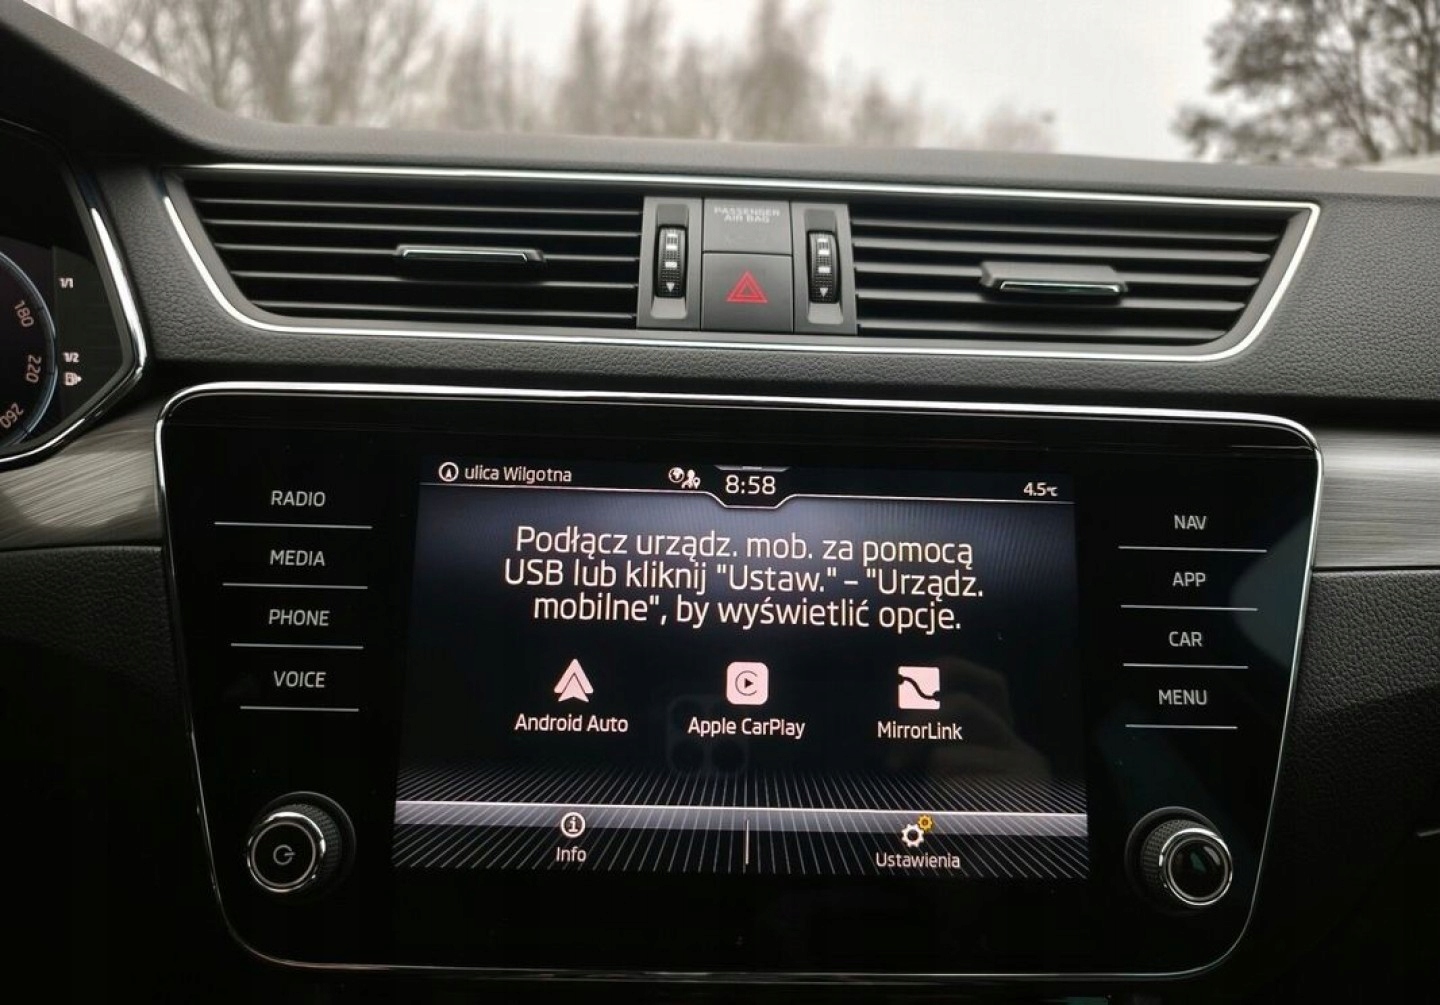 PASSENGER
AIR BAG
1/1
180
1/2
220
260
ulica Wilgotna
8:58
4.5°C
RADIO
MEDIA
PHONE
VOICE
Podłącz urządz. mob. za pomocą
USB lub kliknij "Ustaw." – "Urządz.
mobilne", by wyświetlić opcje.
Android Auto
Apple CarPlay
MirrorLink
Info
Ustawienia
NAV
APP
CAR
MENU